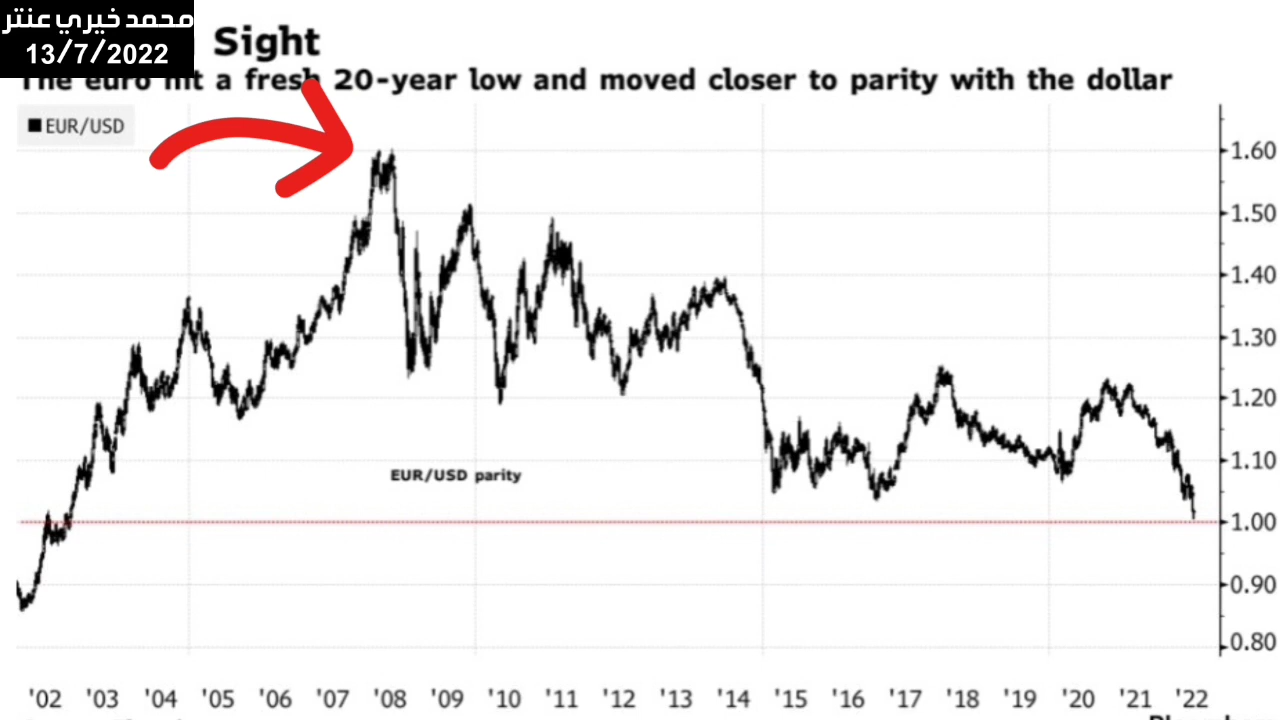 محمد خيري عنتر
13/7/2022
Sight
The euro hit a fresh 20-year low and moved closer to parity with the dollar
EUR/USD
1.60
1.50
1.40
1.30
1.20
1.10
EUR/USD parity
1.00
0.90
0.80
'02 '03 '04 '05 '06 '07 '08 '09 '10 '11 '12 '13 '14 '15 '16 '17 '18 '19 '20 '21 '22